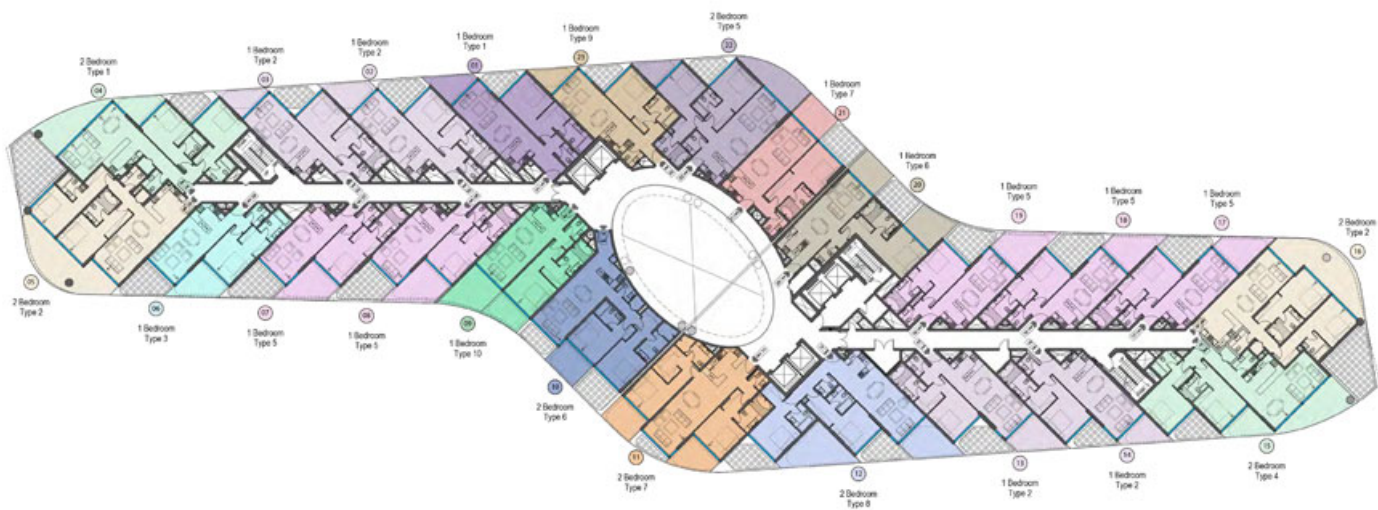 2 Bedroom
Type 1
04
1 Bedroom
Type 2
03
1 Bedroom
Type 2
02
1 Bedroom
Type 1
1 Bedroom
Type 9
23
2 Bedroom
Type 5
22
1 Bedroom
Type 7
21
1 Bedroom
Type 6
20
1 Bedroom
Type 5
19
1 Bedroom
Type 5
18
1 Bedroom
Type 5
17
2 Bedroom
Type 2
16
05
2 Bedroom
Type 2
06
1 Bedroom
Type 3
07
1 Bedroom
Type 5
08
1 Bedroom
Type 5
09
1 Bedroom
Type 10
10
2 Bedroom
Type 6
11
2 Bedroom
Type 7
12
2 Bedroom
Type 8
13
1 Bedroom
Type 2
14
1 Bedroom
Type 2
15
2 Bedroom
Type 4